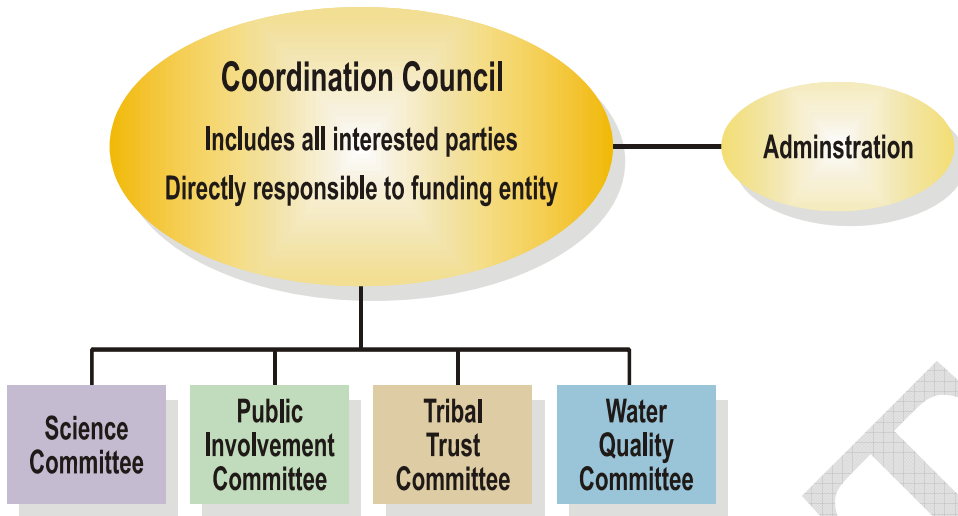 Coordination Council
Includes all interested parties
Directly responsible to funding entity
Adminstration
Science
Committee
Public
Involvement
Committee
Tribal
Trust
Committee
Water
Quality
Committee